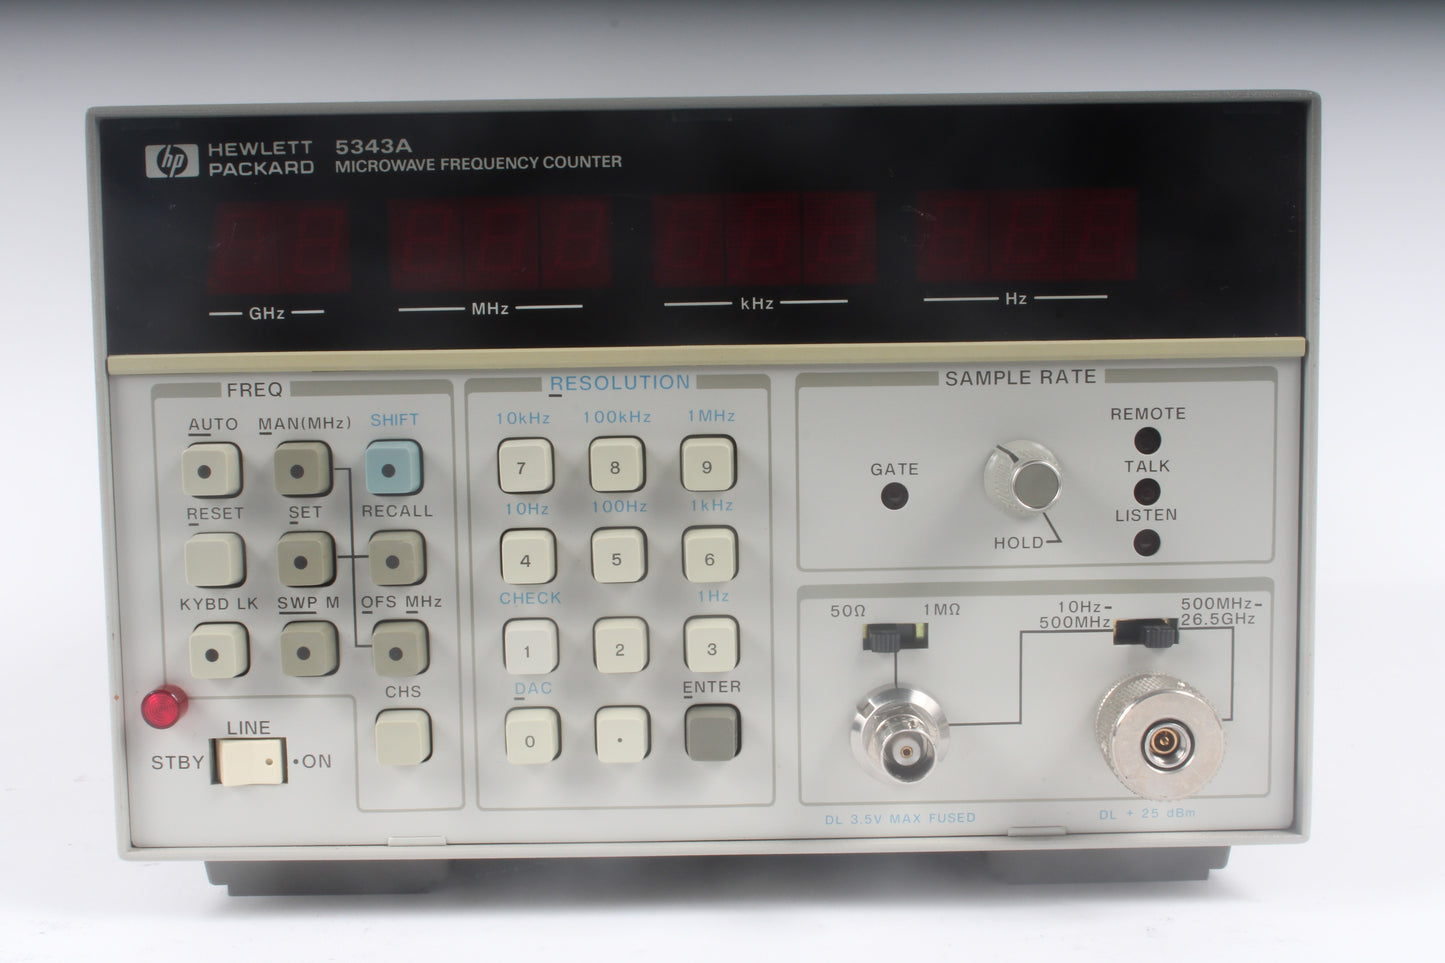 hp HEWLETT PACKARD
5343A
MICROWAVE FREQUENCY COUNTER
GHz MHz kHz Hz
FREQ
AUTO MAN(MHz) SHIFT
RESET SET RECALL
KYBD LK SWP M OFS MHz
CHS
LINE
STBY •ON
RESOLUTION
10kHz 100kHz 1MHz
7 8 9
10Hz 100Hz 1kHz
4 5 6
CHECK 1Hz
1 2 3
DAC ENTER
0 .
SAMPLE RATE
REMOTE
GATE TALK
LISTEN
HOLD
50Ω 1MΩ
10Hz-
500MHz
500MHz-
26.5GHz
DL 3.5V MAX FUSED
DL + 25 dBm